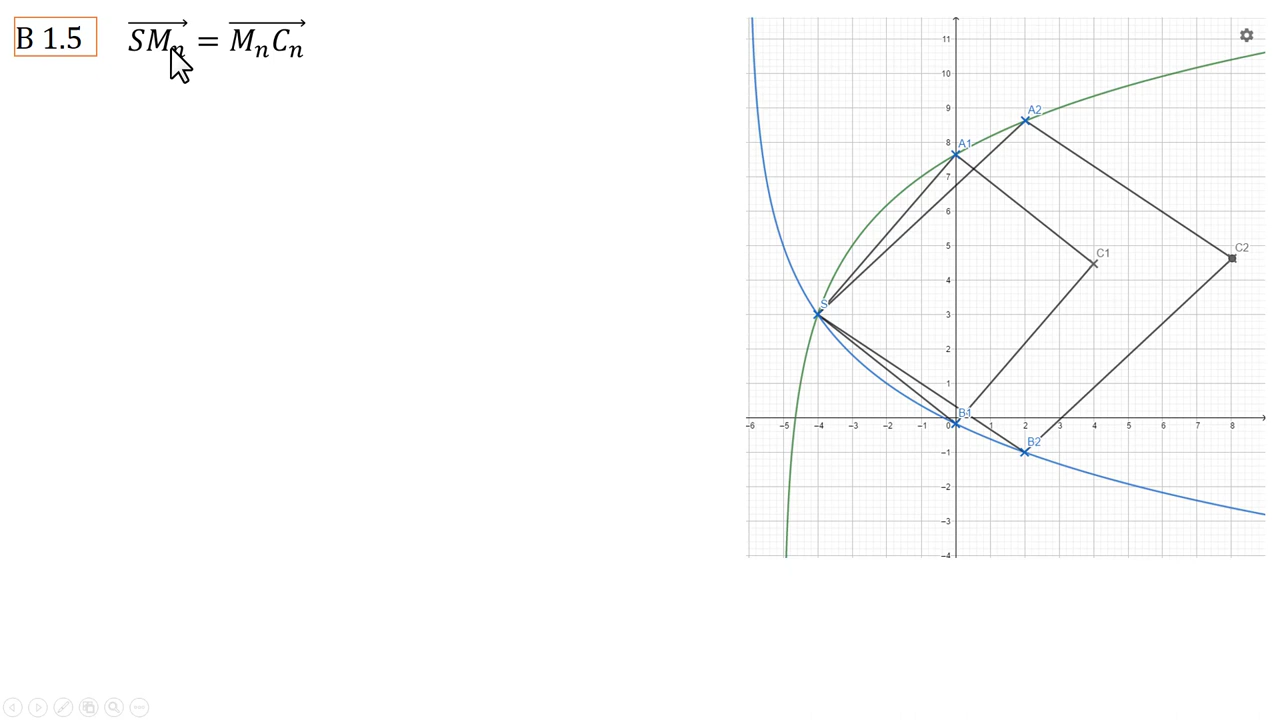 B 1.5 $\overrightarrow{SM_n} = \overrightarrow{M_nC_n}$
11
10
9
A2
8
A1
7
6
5
C1
C2
4
S
3
2
1
B1
−6 −5 −4 −3 −2 −1 0 1 2 3 4 5 6 7 8
B2
−1
−2
−3
−4